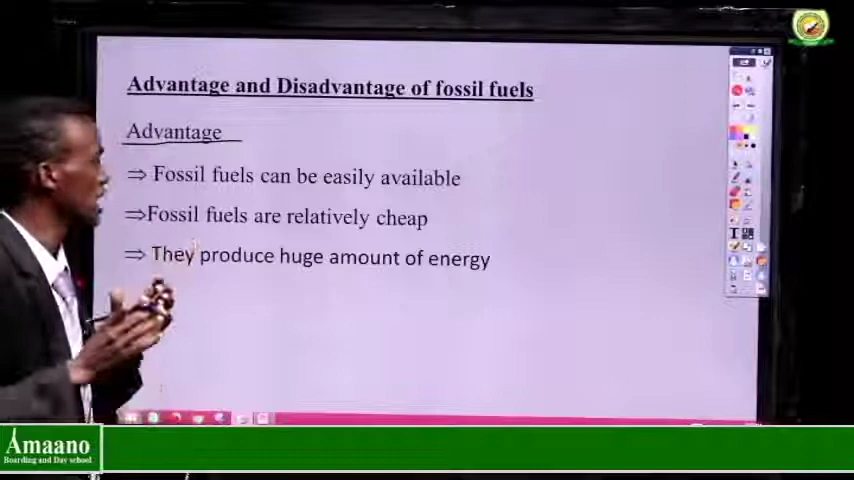 Advantage and Disadvantage of fossil fuels
Advantage
⇒ Fossil fuels can be easily available
⇒Fossil fuels are relatively cheap
⇒ They produce huge amount of energy
Amaano
Boarding and Day school